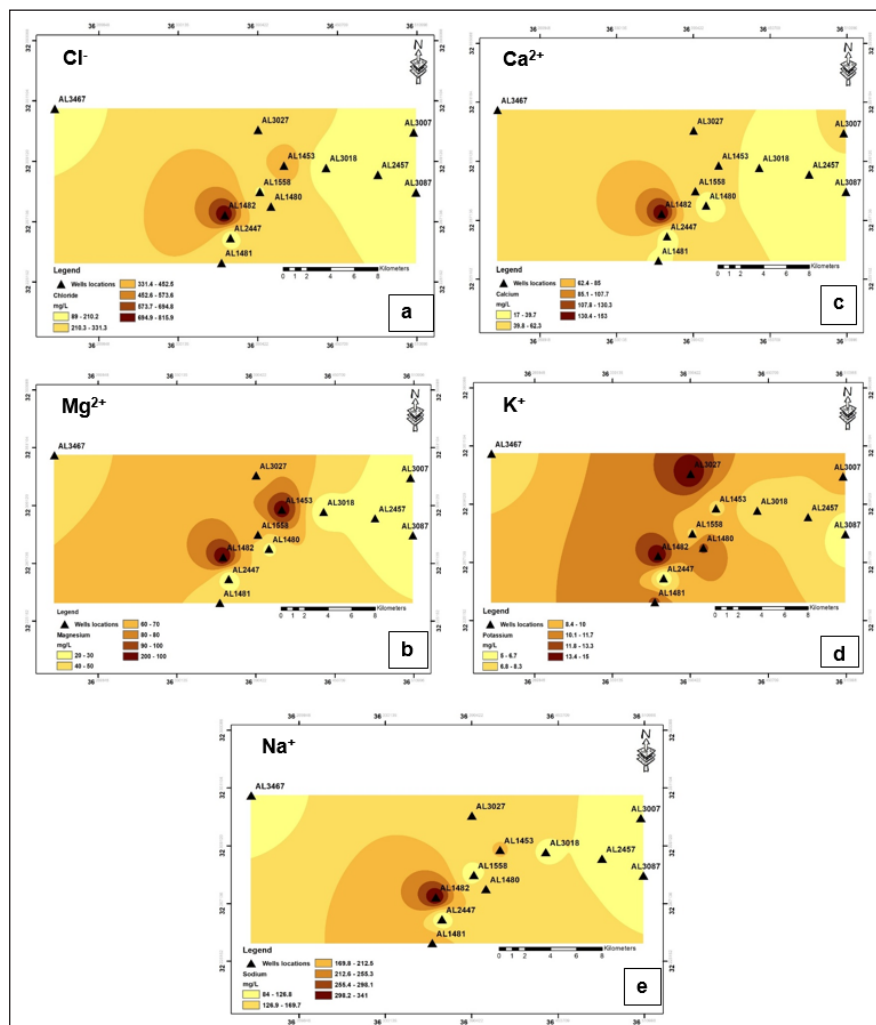 Cl-
N
AL3467
AL3027
AL3007
AL1453
AL3018
AL2457
AL1558
AL3087
AL1480
AL1482
AL2447
AL1481
0 2 4 6 8
Kilometers
Legend
Wells locations
Chloride
mg/L
89 - 210.2
210.3 - 331.3
331.4 - 452.5
452.6 - 573.6
573.7 - 694.8
694.9 - 815.9
a
Ca2+
N
AL3467
AL3027
AL3007
AL1453
AL3018
AL2457
AL1558
AL3087
AL1480
AL1482
AL2447
AL1481
0 2 4 6 8
Kilometers
Legend
Wells locations
Calcium
mg/L
17 - 39.7
39.8 - 62.3
62.4 - 85
85.1 - 107.7
107.8 - 130.3
130.4 - 153
c
Mg2+
N
AL3467
AL3027
AL3007
AL1453
AL3018
AL2457
AL1558
AL3087
AL1480
AL1482
AL2447
AL1481
0 2 4 6 8
Kilometers
Legend
Wells locations
Magnesium
mg/L
20 - 30
40 - 50
60 - 70
80 - 80
90 - 100
200 - 100
b
K+
N
AL3467
AL3027
AL3007
AL1453
AL3018
AL2457
AL1558
AL3087
AL1480
AL1482
AL2447
AL1481
0 2 4 6 8
Kilometers
Legend
Wells locations
Potassium
mg/L
5 - 6.7
6.8 - 8.3
8.4 - 10
10.1 - 11.7
11.8 - 13.3
13.4 - 15
d
Na+
N
AL3467
AL3027
AL3007
AL1453
AL3018
AL2457
AL1558
AL3087
AL1480
AL1482
AL2447
AL1481
0 2 4 6 8
Kilometers
Legend
Wells locations
Sodium
mg/L
84 - 126.8
126.9 - 169.7
169.8 - 212.5
212.6 - 255.3
255.4 - 298.1
298.2 - 341
e